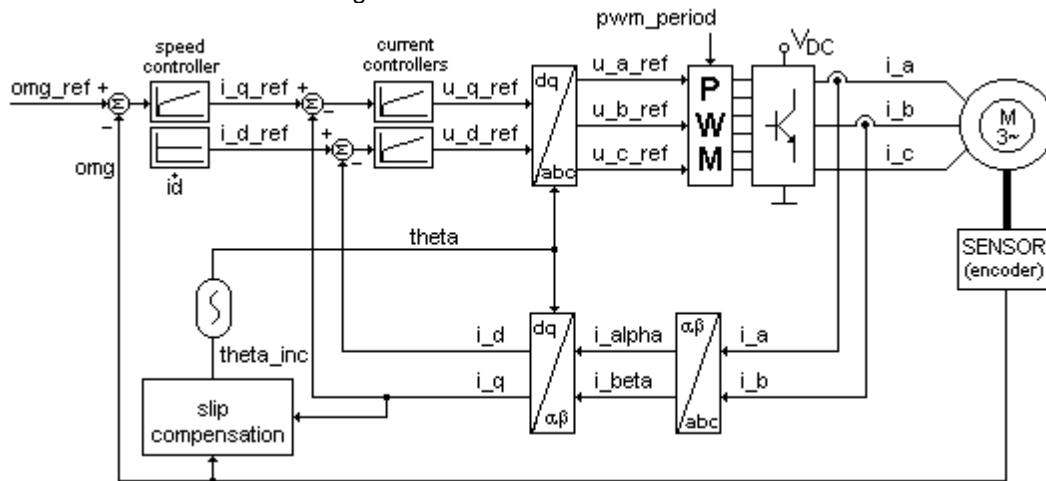 pwm_period
speed
controller
current
controllers
V DC
omg_ref
+
Σ
−
i_q_ref
+
Σ
−
u_q_ref
dq
abc
u_a_ref
u_b_ref
u_c_ref
P
W
M
i_a
i_b
i_c
M
3~
i_d_ref
+
Σ
−
u_d_ref
omg
id*
theta
SENSOR
(encoder)
theta_inc
i_d
i_q
dq
αβ
i_alpha
i_beta
αβ
abc
i_a
i_b
slip
compensation